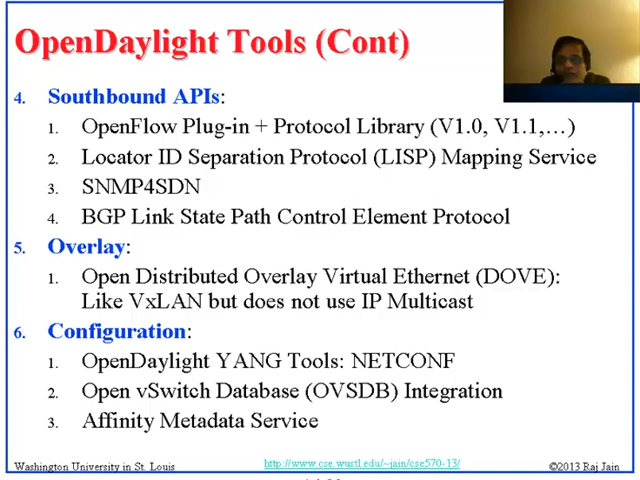 OpenDaylight Tools (Cont)
4. Southbound APIs:
1. OpenFlow Plug-in + Protocol Library (V1.0, V1.1,…)
2. Locator ID Separation Protocol (LISP) Mapping Service
3. SNMP4SDN
4. BGP Link State Path Control Element Protocol
5. Overlay:
1. Open Distributed Overlay Virtual Ethernet (DOVE):
Like VxLAN but does not use IP Multicast
6. Configuration:
1. OpenDaylight YANG Tools: NETCONF
2. Open vSwitch Database (OVSDB) Integration
3. Affinity Metadata Service
Washington University in St. Louis http://www.cse.wustl.edu/~jain/cse570-13/ ©2013 Raj Jain